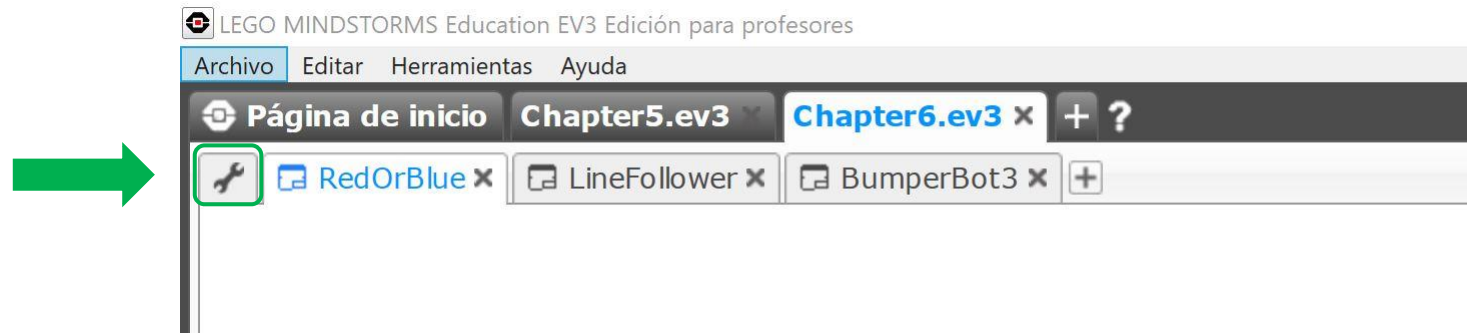 LEGO MINDSTORMS Education EV3 Edición para profesores
Archivo Editar Herramientas Ayuda
Página de inicio Chapter5.ev3 Chapter6.ev3 × + ?
RedOrBlue × LineFollower × BumperBot3 × +